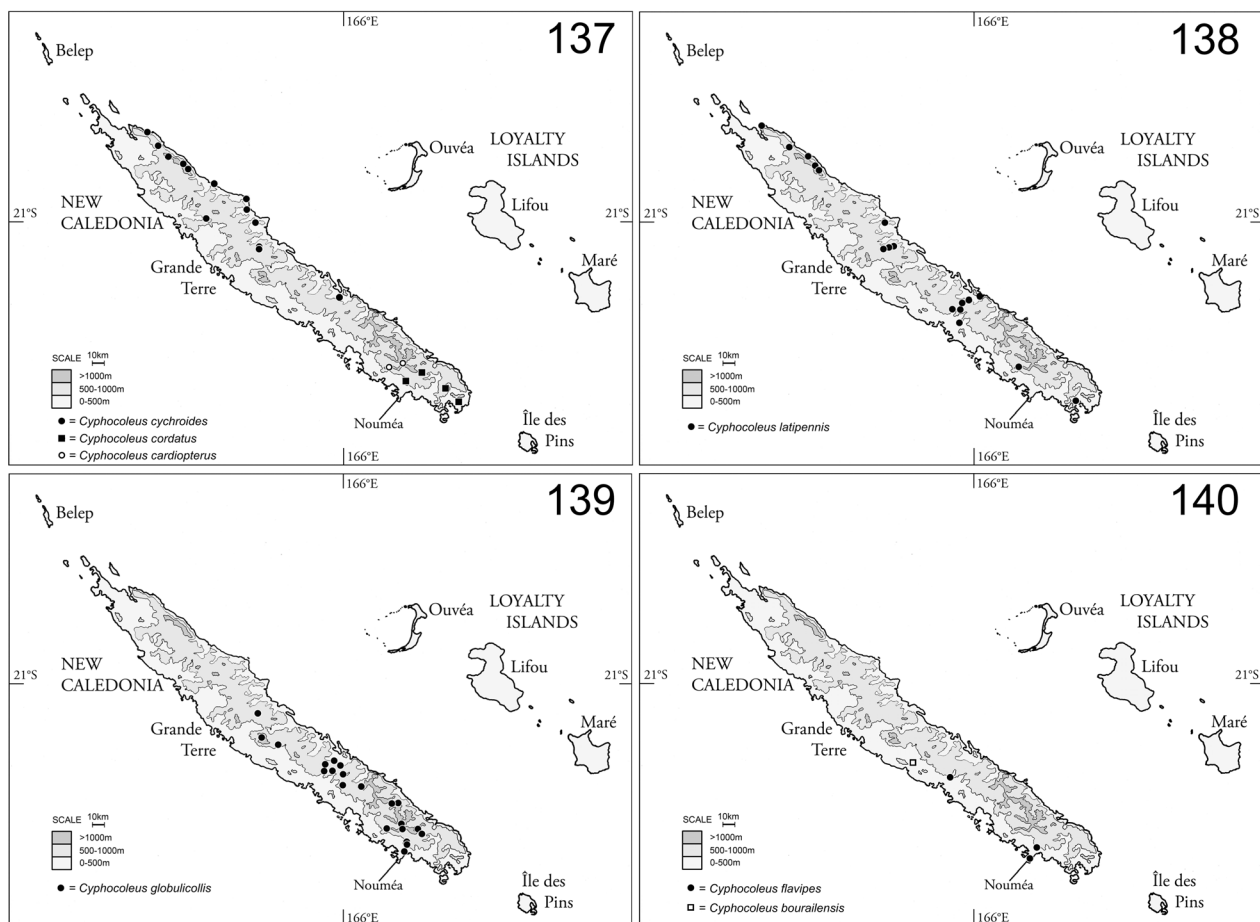 166°E
137
Belep
Ouvéa
LOYALTY
ISLANDS
Lifou
NEW
CALEDONIA
21°S
21°S
Maré
Grande
Terre
SCALE 10km
>1000m
500-1000m
0-500m
● = Cyphocoleus cychroides
■ = Cyphocoleus cordatus
○ = Cyphocoleus cardiopterus
Nouméa
Île des
Pins
166°E
166°E
138
Belep
Ouvéa
LOYALTY
ISLANDS
Lifou
NEW
CALEDONIA
21°S
Maré
Grande
Terre
SCALE 10km
>1000m
500-1000m
0-500m
● = Cyphocoleus latipennis
Nouméa
Île des
Pins
166°E
166°E
139
Belep
Ouvéa
LOYALTY
ISLANDS
Lifou
NEW
CALEDONIA
21°S
21°S
Maré
Grande
Terre
SCALE 10km
>1000m
500-1000m
0-500m
● = Cyphocoleus globulicollis
Nouméa
Île des
Pins
166°E
166°E
140
Belep
Ouvéa
LOYALTY
ISLANDS
Lifou
NEW
CALEDONIA
21°S
Maré
Grande
Terre
SCALE 10km
>1000m
500-1000m
0-500m
● = Cyphocoleus flavipes
□ = Cyphocoleus bourailensis
Nouméa
Île des
Pins
166°E